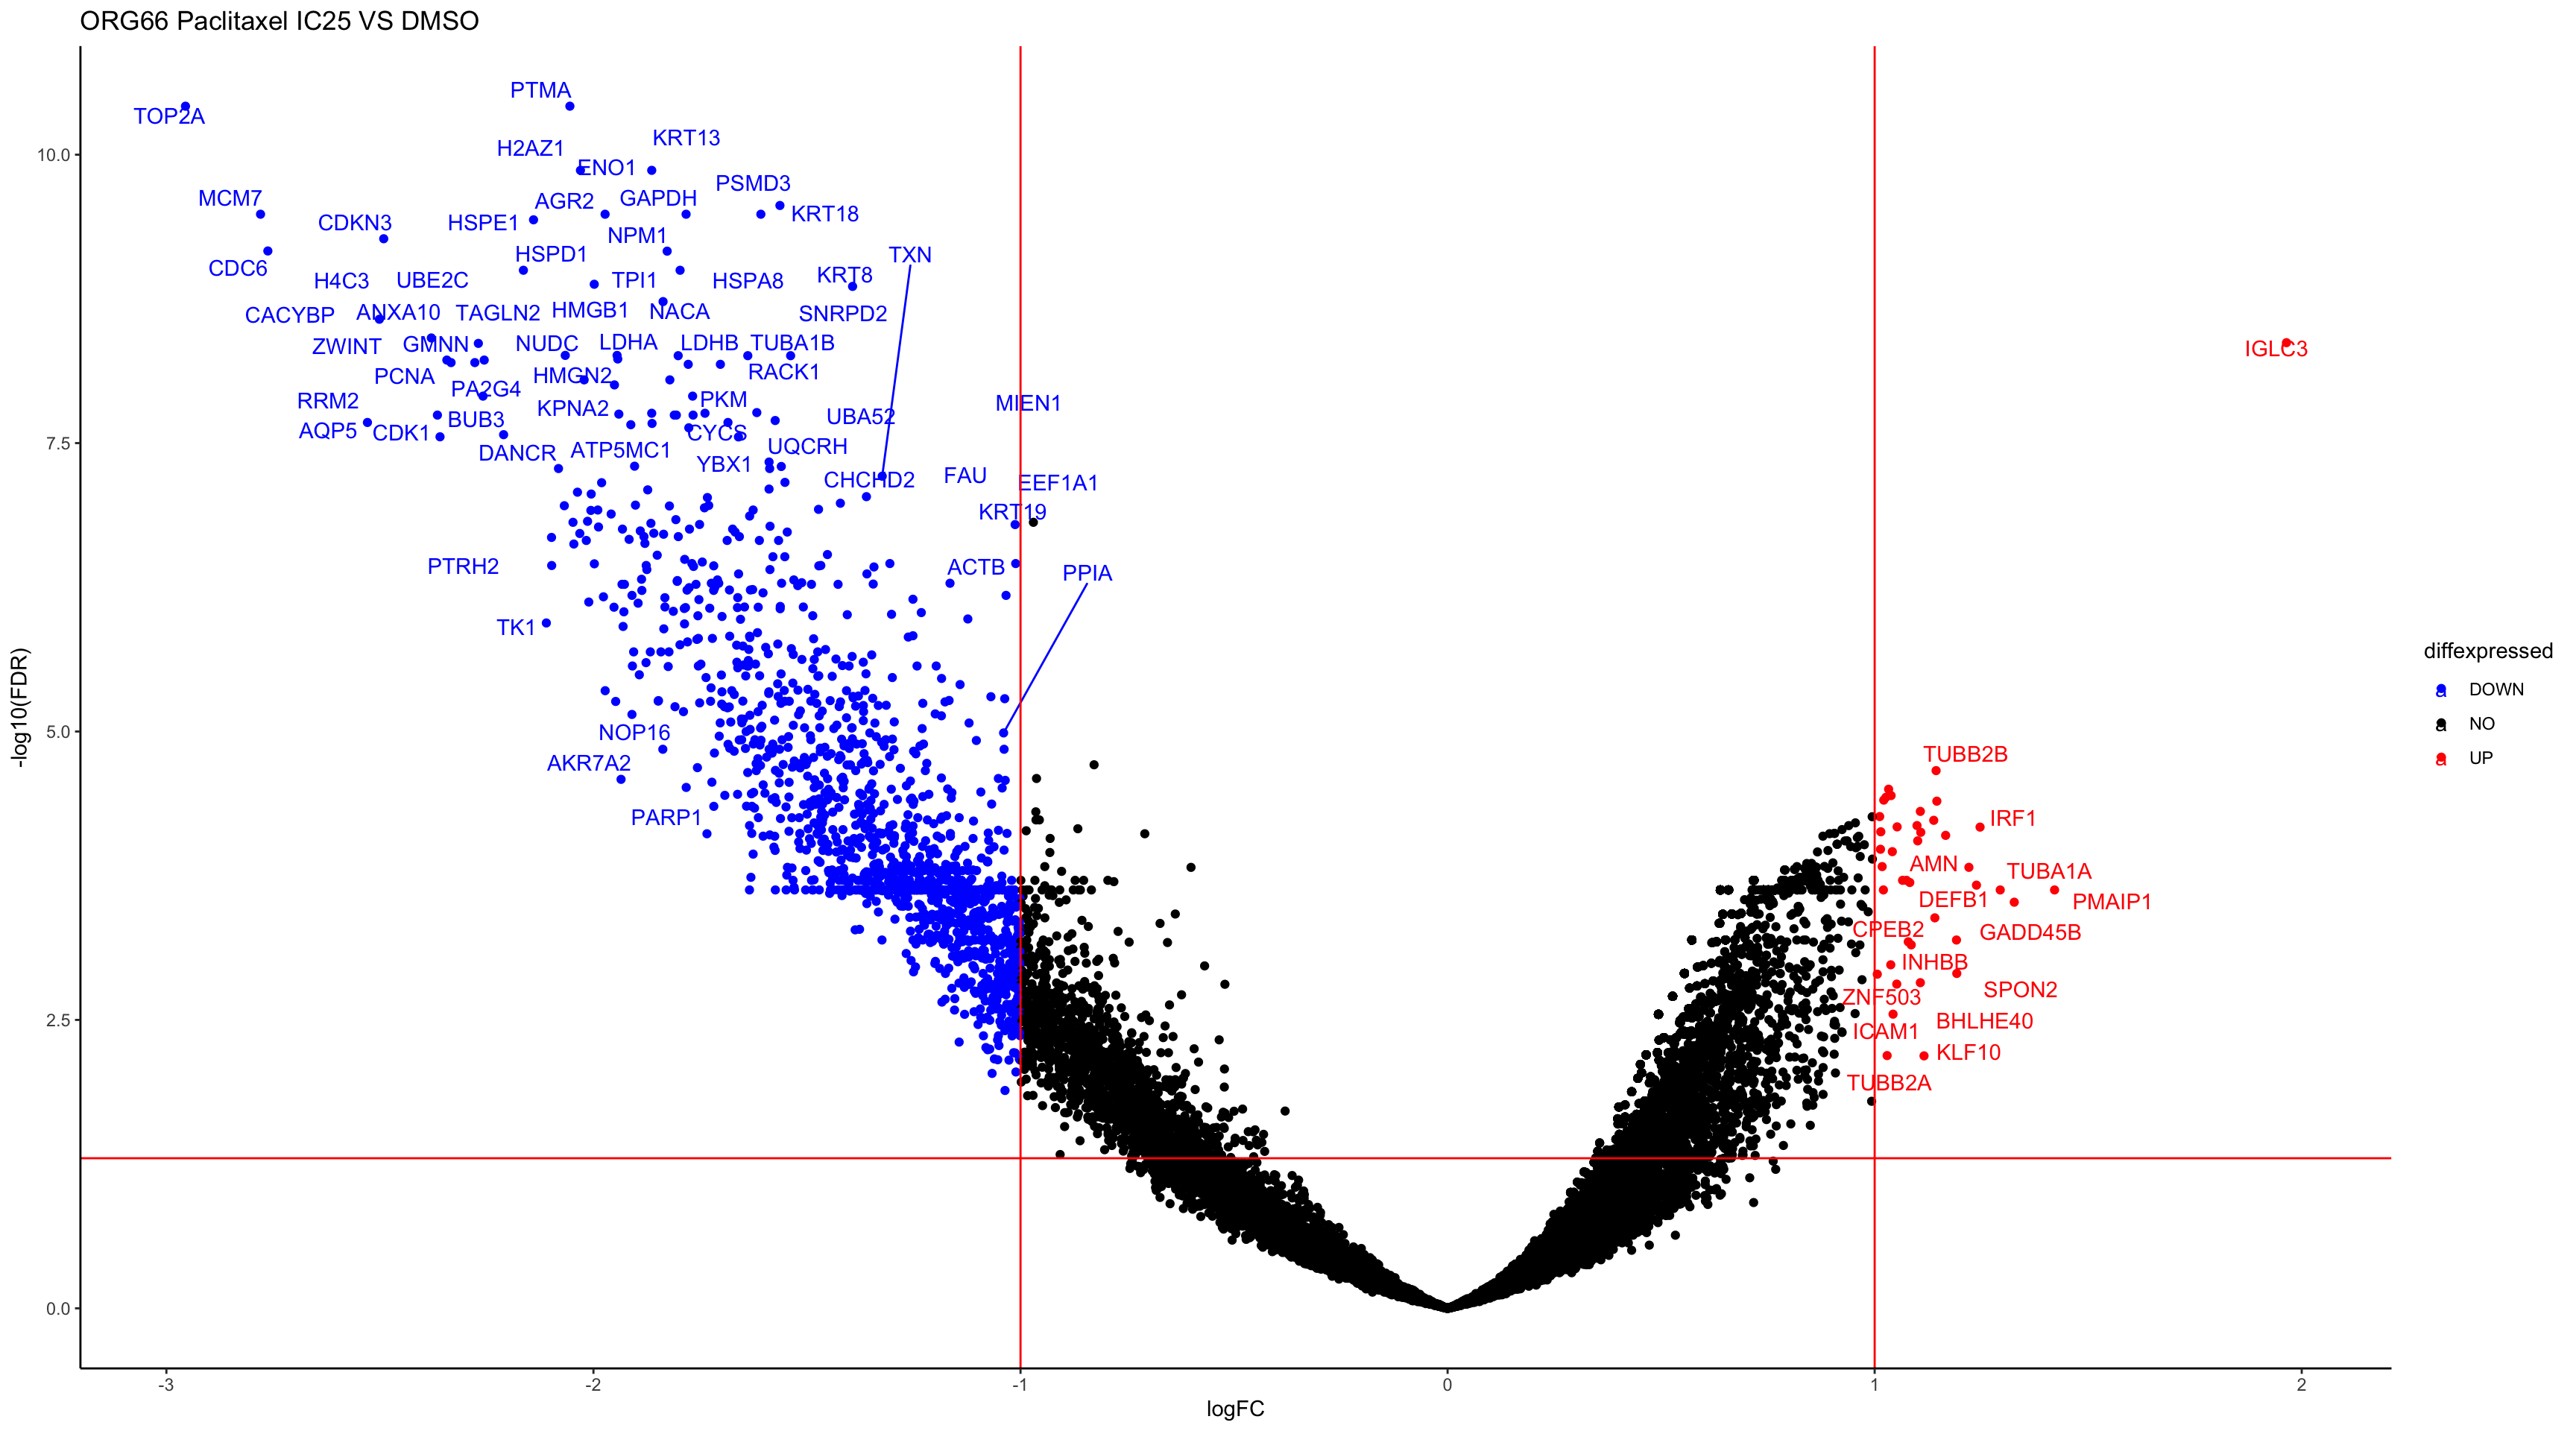 ORG66 Paclitaxel IC25 VS DMSO
PTMA
TOP2A
KRT13
H2AZ1
ENO1
PSMD3
MCM7
AGR2
GAPDH
KRT18
CDKN3
HSPE1
NPM1
HSPD1
TXN
CDC6
H4C3
UBE2C
TPI1
HSPA8
KRT8
CACYBP
ANXA10
TAGLN2
HMGB1
NACA
SNRPD2
ZWINT
GMNN
NUDC
LDHA
LDHB
TUBA1B
IGLC3
PCNA
HMGN2
RACK1
PA2G4
RRM2
PKM
MIEN1
KPNA2
UBA52
BUB3
AQP5
CDK1
CYCS
DANCR
ATP5MC1
UQCRH
YBX1
CHCHD2
FAU
EEF1A1
KRT19
PTRH2
ACTB
PPIA
TK1
NOP16
AKR7A2
PARP1
TUBB2B
IRF1
AMN
TUBA1A
DEFB1
PMAIP1
CPEB2
GADD45B
INHBB
ZNF503
SPON2
ICAM1
BHLHE40
KLF10
TUBB2A
10.0
7.5
5.0
2.5
0.0
-log10(FDR)
-3
-2
-1
0
1
2
logFC
diffexpressed
a DOWN
a NO
a UP